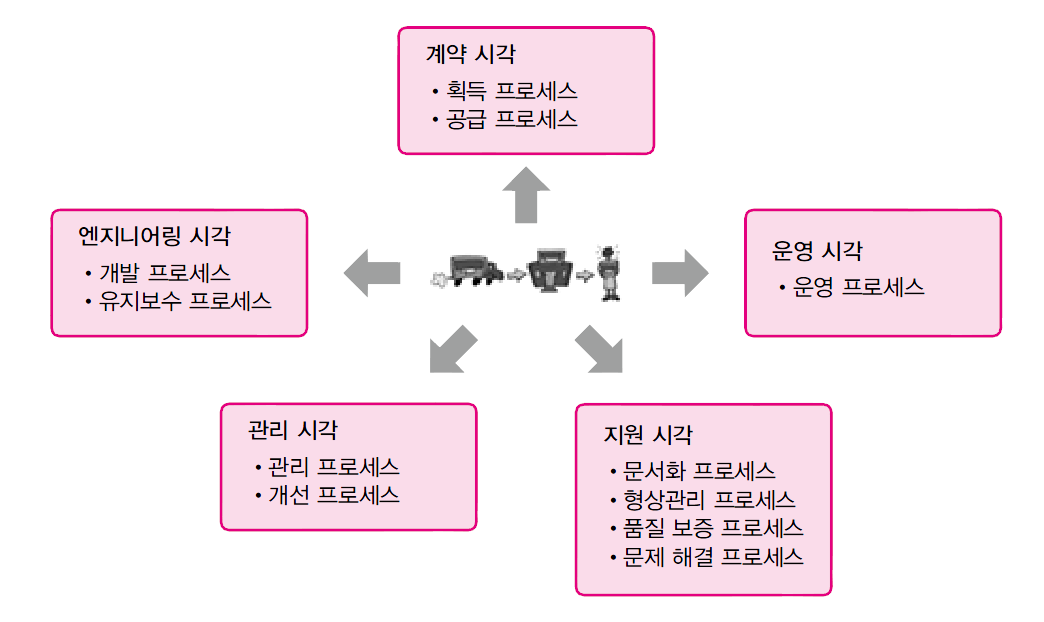 계약 시각
• 획득 프로세스
• 공급 프로세스
엔지니어링 시각
• 개발 프로세스
• 유지보수 프로세스
운영 시각
• 운영 프로세스
관리 시각
• 관리 프로세스
• 개선 프로세스
지원 시각
• 문서화 프로세스
• 형상관리 프로세스
• 품질 보증 프로세스
• 문제 해결 프로세스